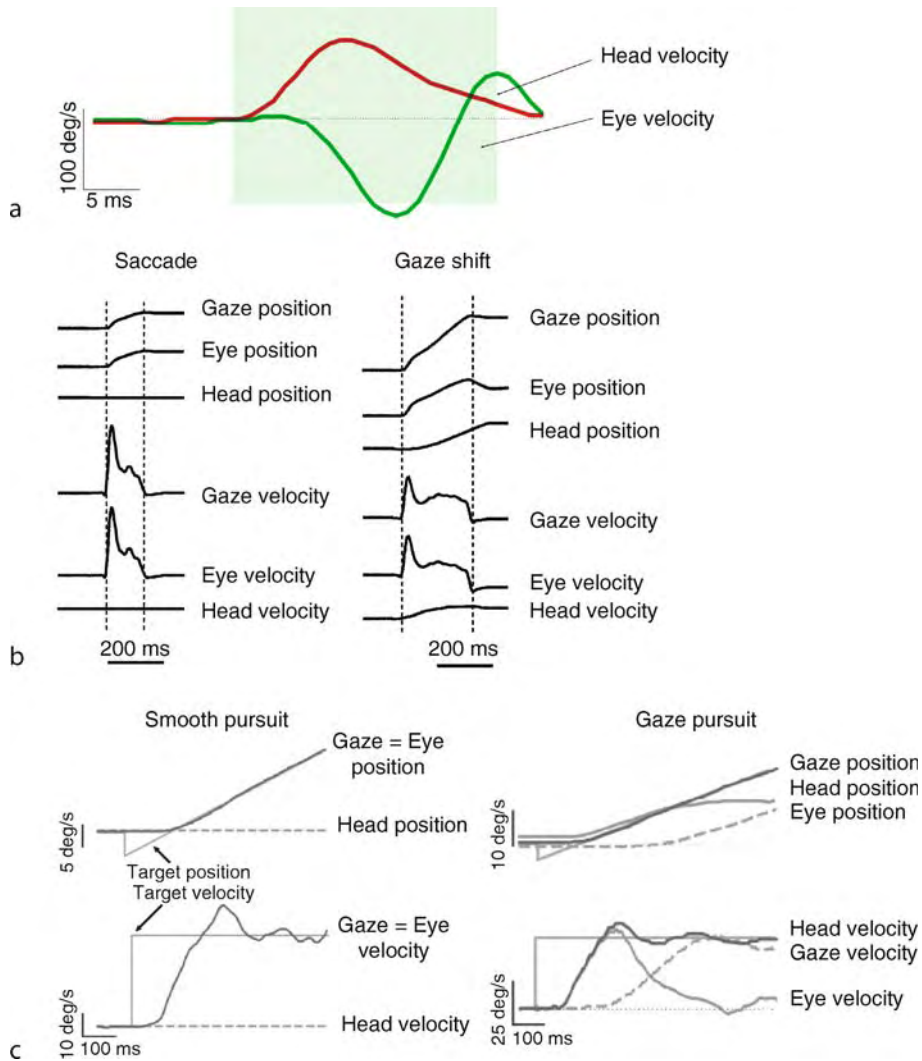 Head velocity
Eye velocity
100 deg/s
5 ms
a
Saccade
Gaze position
Eye position
Head position
Gaze velocity
Eye velocity
Head velocity
200 ms
Gaze shift
Gaze position
Eye position
Head position
Gaze velocity
Eye velocity
Head velocity
200 ms
b
Smooth pursuit
Gaze = Eye
position
Head position
5 deg/s
Target position
Target velocity
Gaze = Eye
velocity
Head velocity
10 deg/s
100 ms
Gaze pursuit
Gaze position
Head position
Eye position
10 deg/s
Head velocity
Gaze velocity
Eye velocity
25 deg/s
100 ms
c